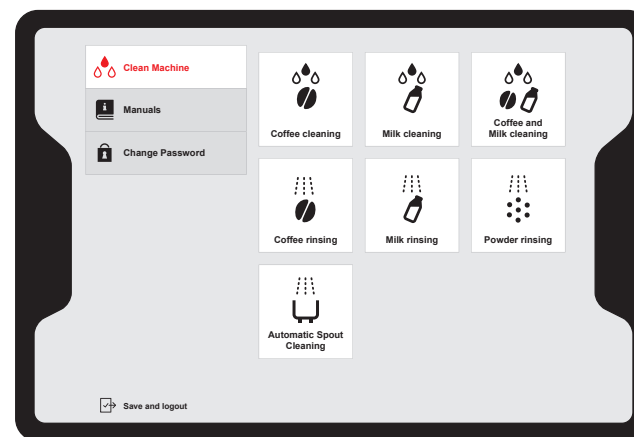 Clean Machine
Manuals
Change Password
Coffee cleaning
Milk cleaning
Coffee and
Milk cleaning
Coffee rinsing
Milk rinsing
Powder rinsing
Automatic Spout
Cleaning
Save and logout